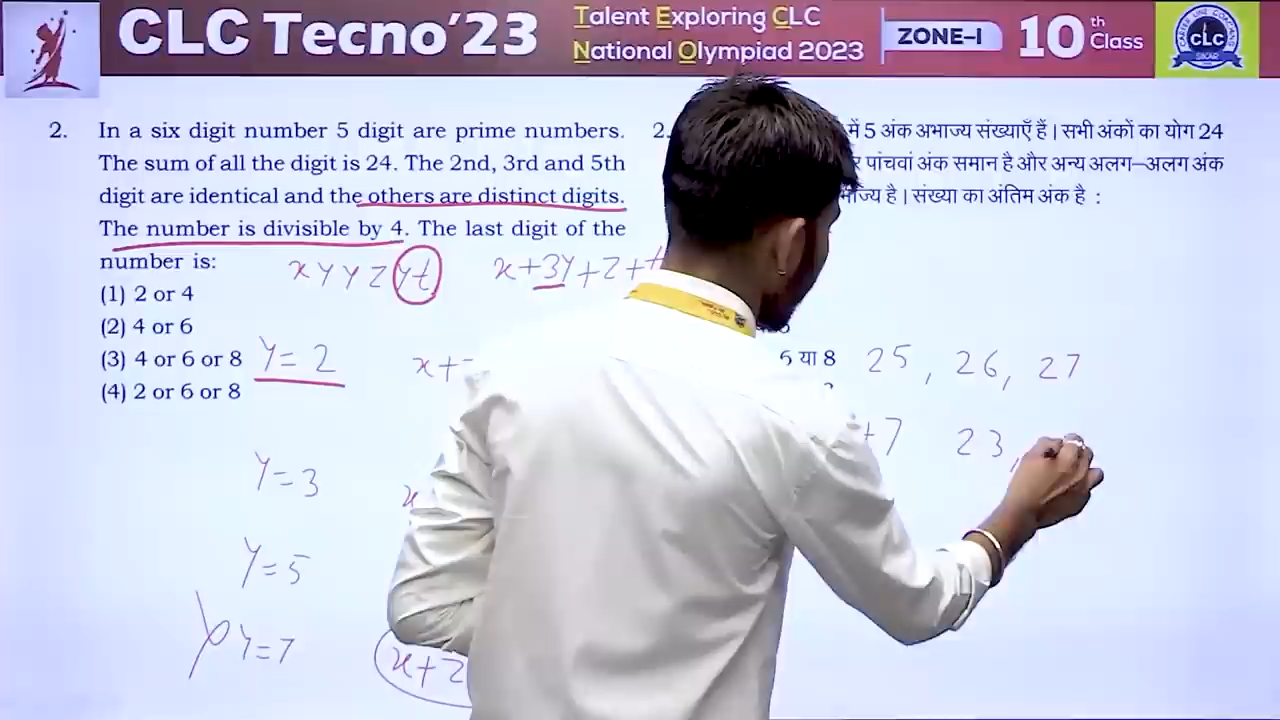 CLC Tecno'23
Talent Exploring CLC
National Olympiad 2023
ZONE-I
10th Class
CLC
SIKAR
2. In a six digit number 5 digit are prime numbers.
The sum of all the digit is 24. The 2nd, 3rd and 5th
digit are identical and the others are distinct digits.
The number is divisible by 4. The last digit of the
number is:
(1) 2 or 4
(2) 4 or 6
(3) 4 or 6 or 8
(4) 2 or 6 or 8
2.
में 5 अंक अभाज्य संख्याएँ हैं। सभी अंकों का योग 24
पांचवां अंक समान है और अन्य अलग-अलग अंक
है। संख्या का अंतिम अंक है :
या 8
x y y z y t
x + 3y + z +
y = 2
x +
25, 26, 27
+7 23,
y = 3
x
y = 5
y = 7
x + z